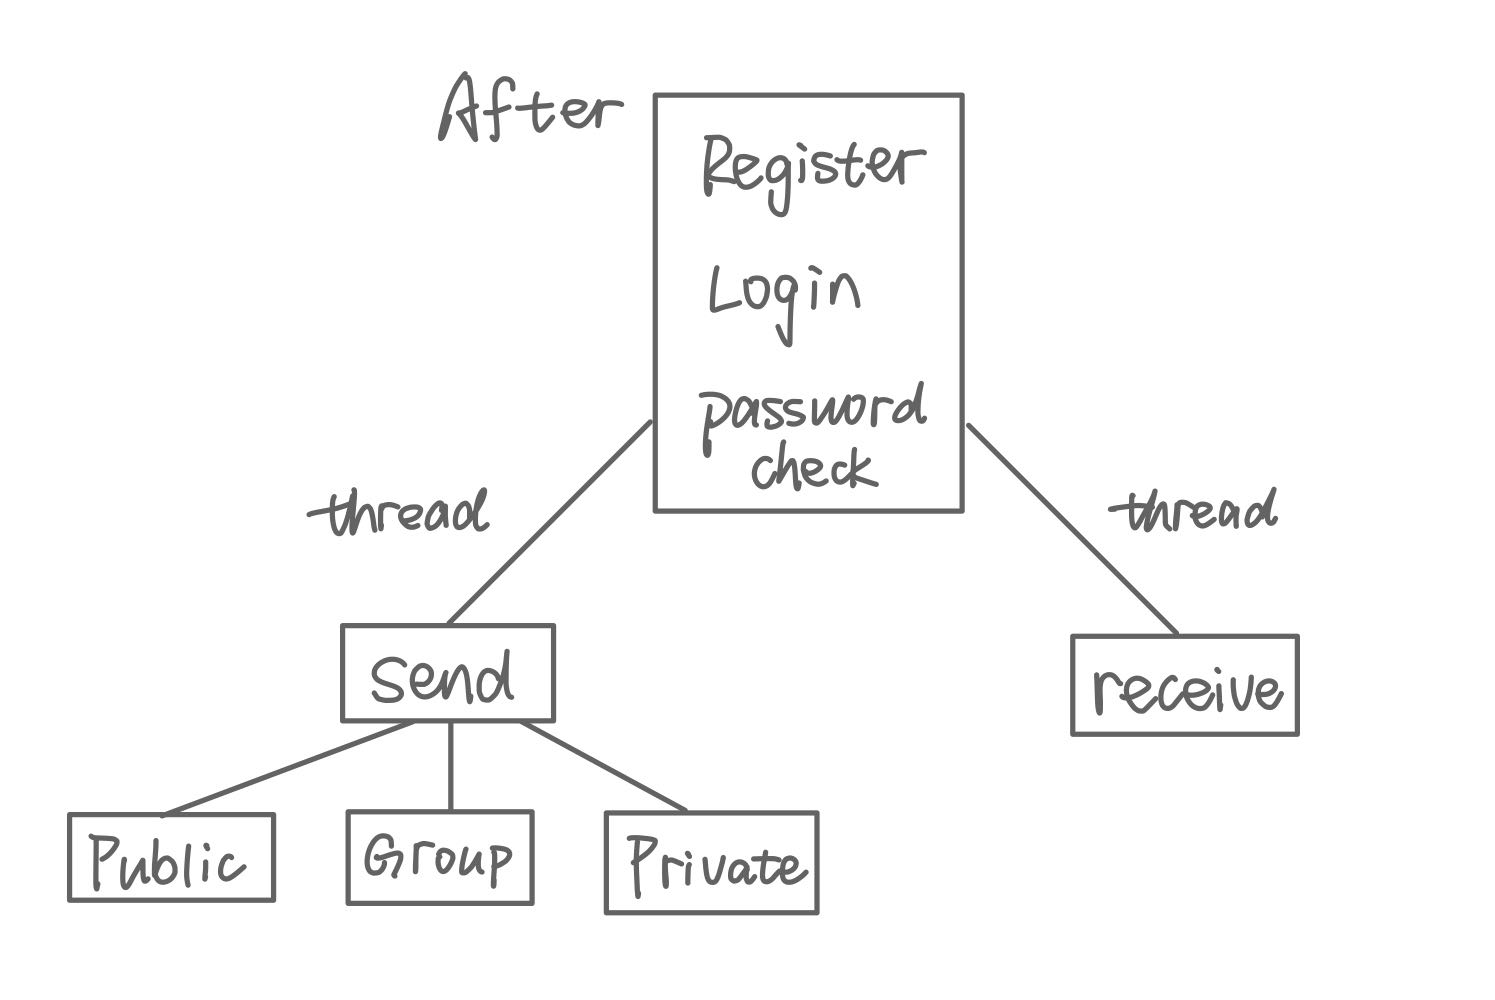 After
Register
Login
password
check
thread
thread
Send
receive
Public
Group
Private